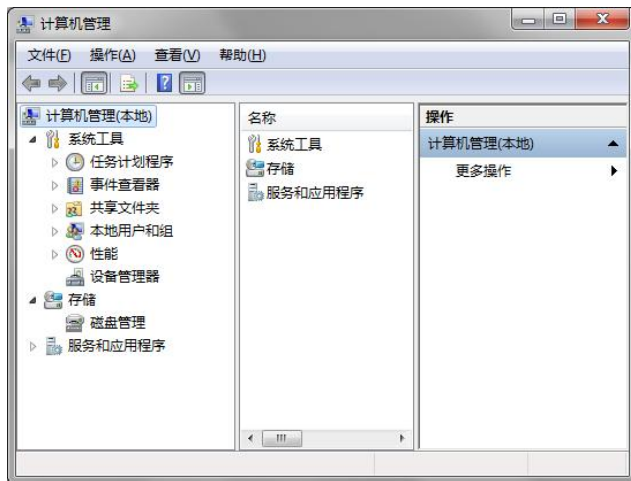 计算机管理
文件(F) 操作(A) 查看(V) 帮助(H)
计算机管理(本地)
系统工具
任务计划程序
事件查看器
共享文件夹
本地用户和组
性能
设备管理器
存储
磁盘管理
服务和应用程序
名称
系统工具
存储
服务和应用程序
操作
计算机管理(本地)
更多操作